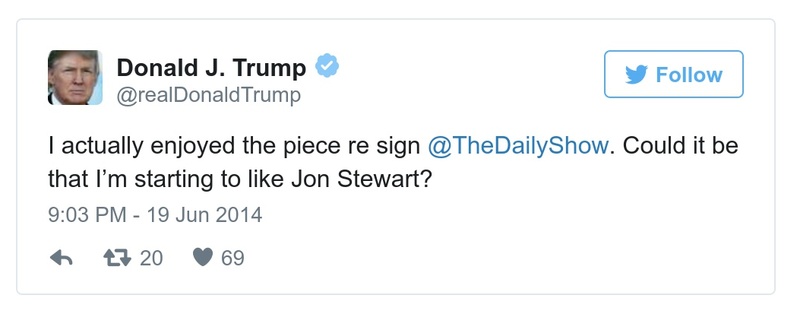 Donald J. Trump
@realDonaldTrump
Follow
I actually enjoyed the piece re sign @TheDailyShow. Could it be
that I’m starting to like Jon Stewart?
9:03 PM - 19 Jun 2014
20 69